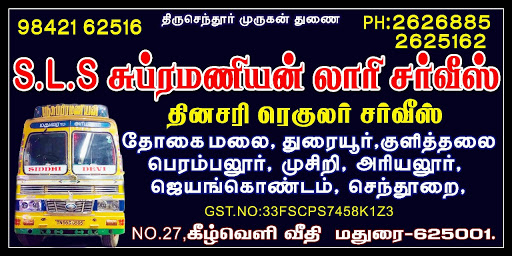 திருசெந்தூர் முருகன் துணை
98421 62516
PH:2626885
2625162
S.L.S சுப்ரமணியன் லாரி சர்வீஸ்
தினசரி ரெகுலர் சர்வீஸ்
தோகை மலை, துரையூர்,குளித்தலை
பெரம்பலூர், முசிறி, அரியலூர்,
ஜெயங்கொண்டம், செந்துறை,
GST.NO:33FSCPS7458K1Z3
NO.27,கீழ்வெளி வீதி மதுரை-625001.
SIDDHI
DEVI